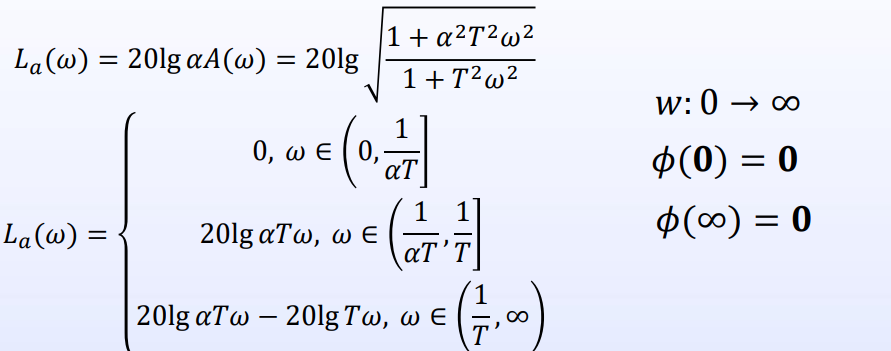 L_a(ω) = 20lg αA(ω) = 20lg √((1 + α²T²ω²)/(1 + T²ω²))
L_a(ω) = { 0, ω ∈ (0, 1/(αT)]
20lg αTω, ω ∈ (1/(αT), 1/T]
20lg αTω − 20lg Tω, ω ∈ (1/T, ∞)
w: 0 → ∞
ϕ(0) = 0
ϕ(∞) = 0